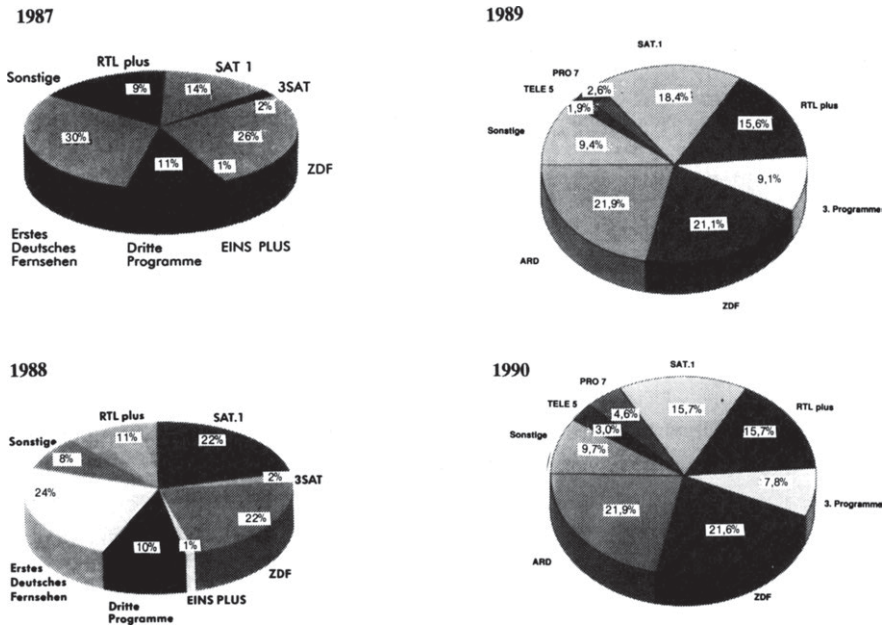 1987
RTL plus
SAT 1
Sonstige
3SAT
9%
14%
2%
30%
26%
11%
1%
ZDF
Erstes
Deutsches
Fernsehen
Dritte
Programme
EINS PLUS
1989
SAT.1
PRO 7
TELE 5
2,6%
1,9%
18,4%
RTL plus
15,6%
Sonstige
9,4%
9,1%
21,9%
21,1%
3. Programme
ARD
ZDF
1988
RTL plus
SAT.1
11%
22%
Sonstige
8%
2%
3SAT
24%
22%
10%
1%
ZDF
Erstes
Deutsches
Fernsehen
Dritte
Programme
EINS PLUS
1990
SAT.1
PRO 7
TELE 5
4,6%
15,7%
RTL plus
3,0%
15,7%
Sonstige
9,7%
7,8%
21,9%
21,6%
3. Programme
ARD
ZDF